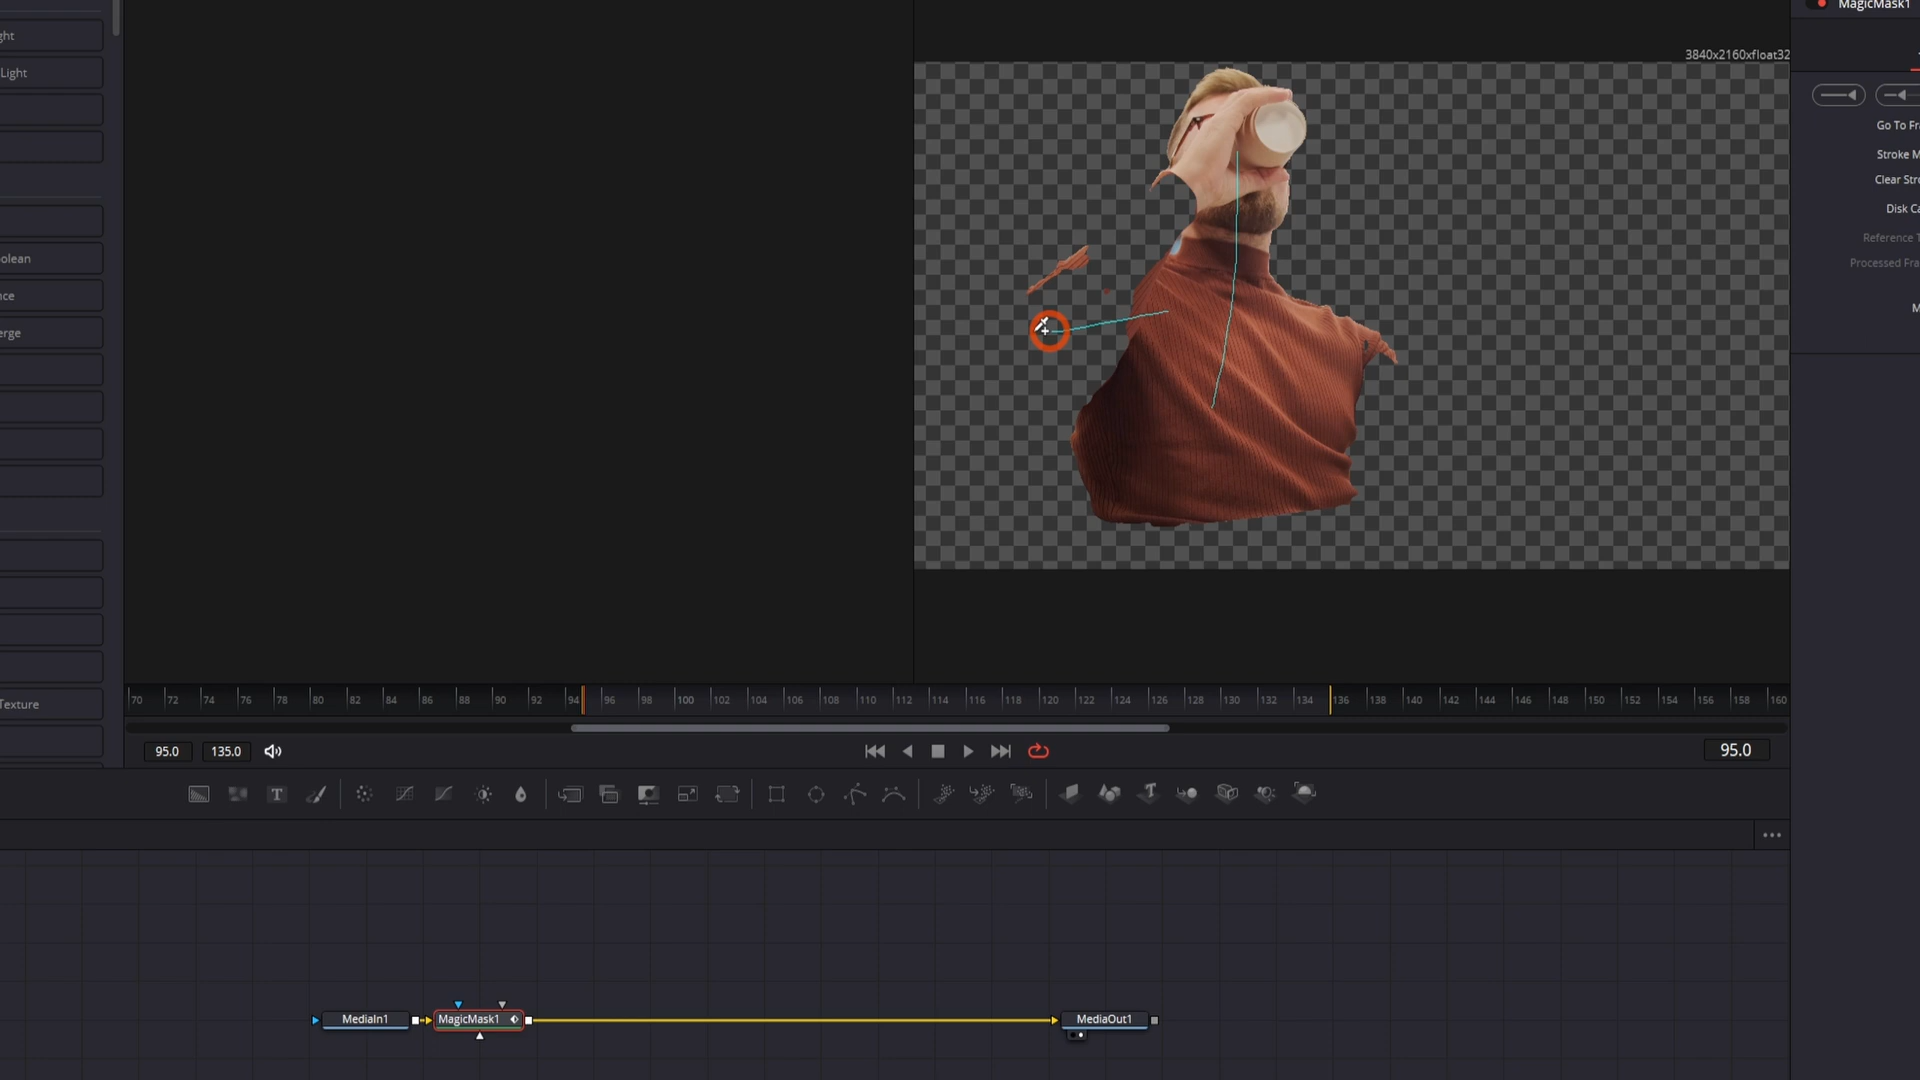 MagicMask1
ght
3840x2160xfloat32
Light
Go To Fr
Stroke M
Clear Str
Disk Ca
Reference T
oolean
Processed Fra
nce
M
erge
Texture
70 72 74 76 78 80 82 84 86 88 90 92 94 96 98 100 102 104 106 108 110 112 114 116 118 120 122 124 126 128 130 132 134 136 138 140 142 144 146 148 150 152 154 156 158 160
95.0 135.0 95.0
T
MediaIn1 MagicMask1 MediaOut1